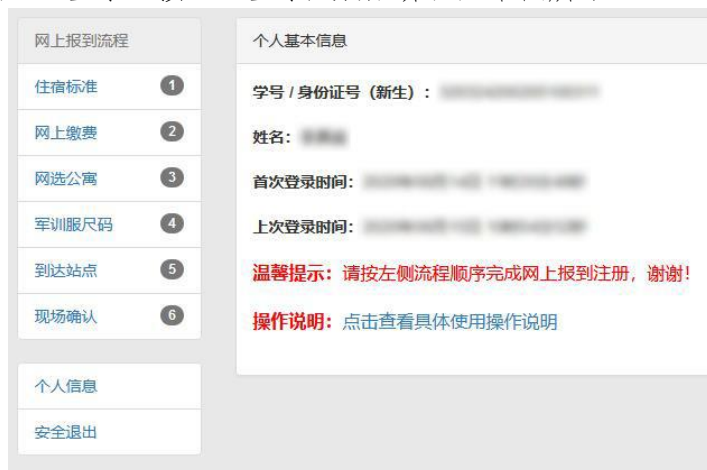 网上报到流程
住宿标准 1
网上缴费 2
网选公寓 3
军训服尺码 4
到达站点 5
现场确认 6
个人信息
安全退出
个人基本信息
学号 / 身份证号（新生）：
姓名：
首次登录时间：
上次登录时间：
温馨提示：请按左侧流程顺序完成网上报到注册，谢谢！
操作说明：点击查看具体使用操作说明